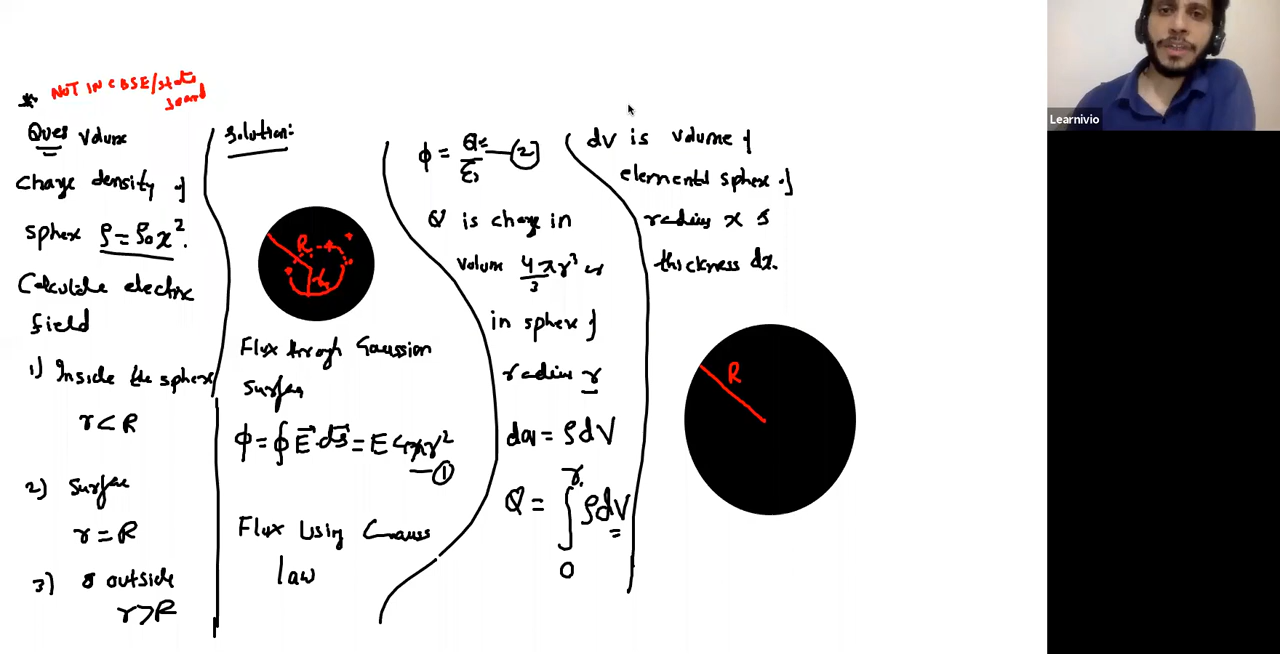 * NOT IN CBSE/state
board
Ques Volume
Charge density of
sphere ρ = ρ₀x².
Calculate electric
field
1) Inside the sphere
r < R
2) Surface
r = R
3) outside
r > R
Solution:
R
r
Flux through Gaussian
Surface
ϕ = ∮ E⃗·ds⃗ = E 4πr²
—①
Flux Using Gauss
law
ϕ = Q/ε₀ —②
Q is charge in
volume 4/3 πr³ or
in sphere of
radius r
dQ = ρdV
Q = ∫₀ʳ ρdV
dV is volume of
elemental sphere of
radius x &
thickness dx.
R
Learnivio